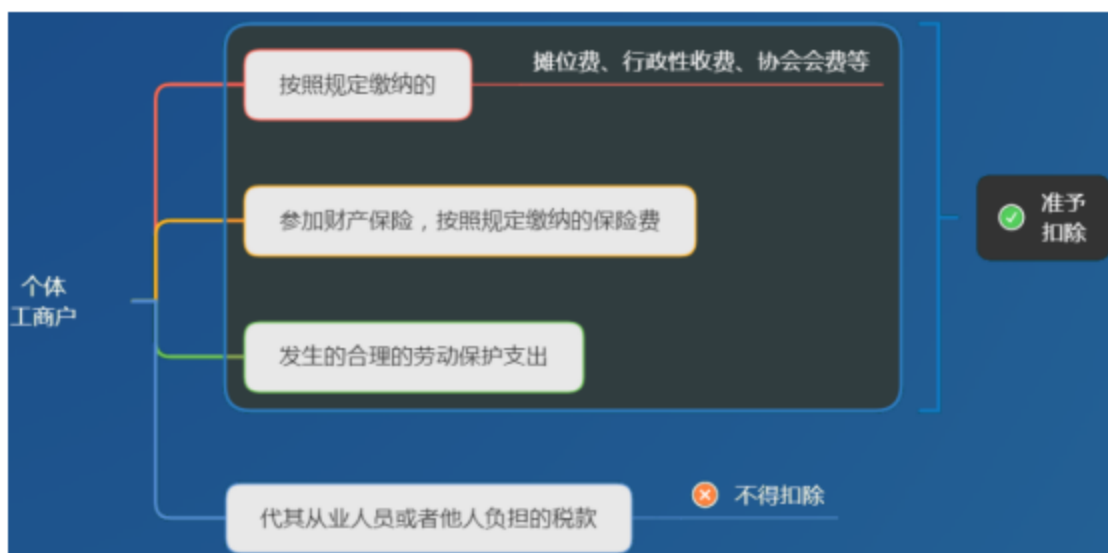 个体
工商户
按照规定缴纳的
摊位费、行政性收费、协会会费等
参加财产保险，按照规定缴纳的保险费
发生的合理的劳动保护支出
准予
扣除
代其从业人员或者他人负担的税款
不得扣除